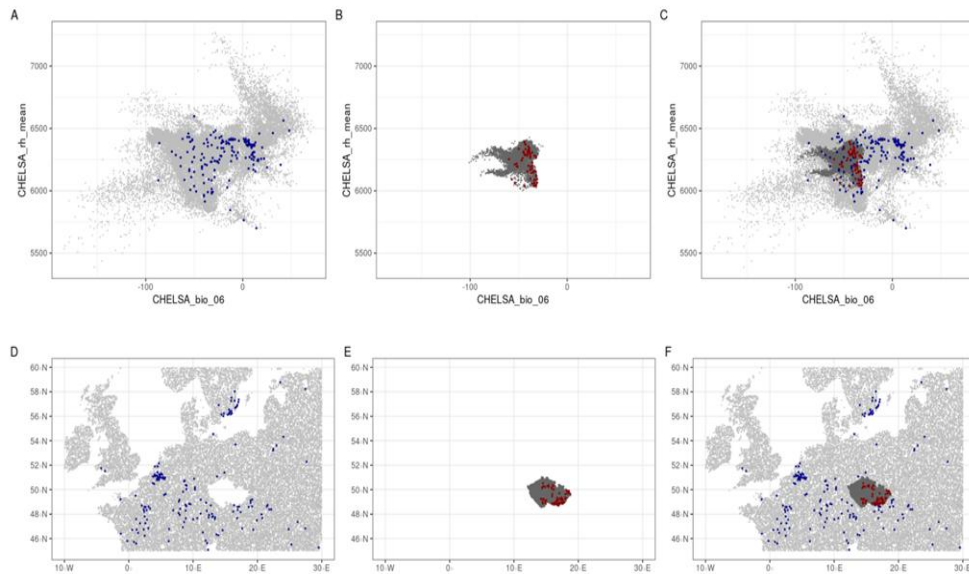 A
B
C
7000
6500
6000
5500
CHELSA_rh_mean
-100
0
CHELSA_bio_06
7000
6500
6000
5500
CHELSA_rh_mean
-100
0
CHELSA_bio_06
7000
6500
6000
5500
CHELSA_rh_mean
-100
0
CHELSA_bio_06
D
E
F
60·N
58·N
56·N
54·N
52·N
50·N
48·N
46·N
10·W
0·
10·E
20·E
30·E
60·N
58·N
56·N
54·N
52·N
50·N
48·N
46·N
10·W
0·
10·E
20·E
30·E
60·N
58·N
56·N
54·N
52·N
50·N
48·N
46·N
10·W
0·
10·E
20·E
30·E